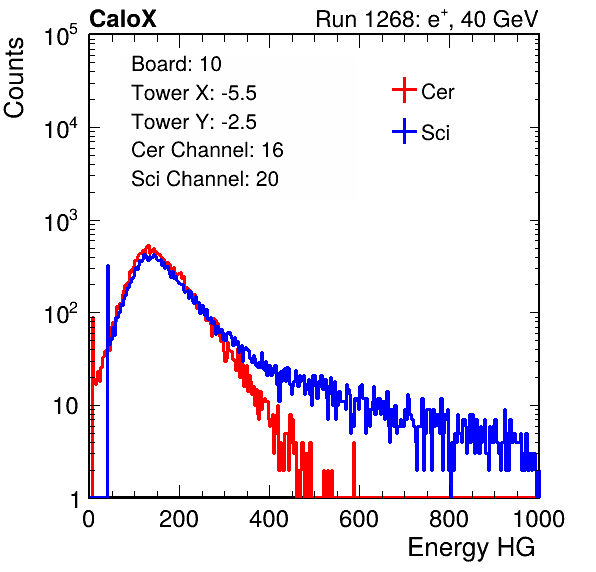 CaloX Run 1268: e⁺, 40 GeV
Counts
Board: 10
Tower X: -5.5
Tower Y: -2.5
Cer Channel: 16
Sci Channel: 20
Cer
Sci
10⁵
10⁴
10³
10²
10
1
0 200 400 600 800 1000
Energy HG